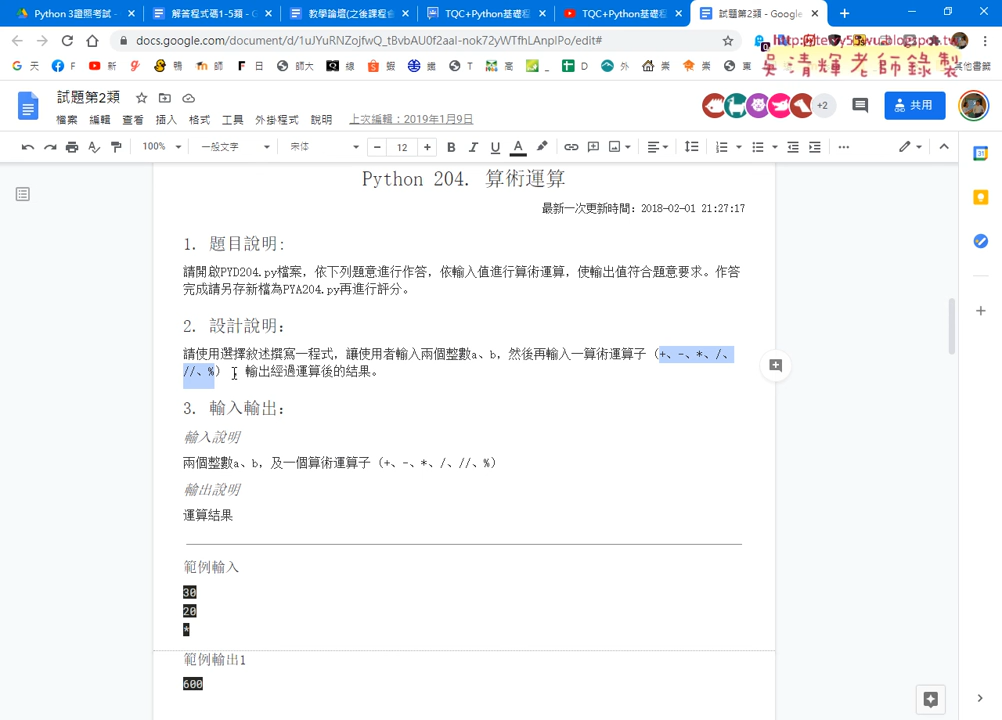 Python 3證照考試 -
解答程式碼1-5類 - G
教學論壇(之後課程會
TQC+Python基礎程
TQC+Python基礎程
試題第2類 - Google
docs.google.com/document/d/1uJYuRNZojfwQ_tBvbAU0f2aaI-nok72yWTfhLAnpIPo/edit#
吳清輝老師錄製
試題第2類
檔案 編輯 查看 插入 格式 工具 外掛程式 說明 上次編輯：2019年1月9日
+2
共用
100% 一般文字 宋体 12
Python 204. 算術運算
最新一次更新時間：2018-02-01 21:27:17
1. 題目說明:
請開啟PYD204.py檔案，依下列題意進行作答，依輸入值進行算術運算，使輸出值符合題意要求。作答
完成請另存新檔為PYA204.py再進行評分。
2. 設計說明：
請使用選擇敘述撰寫一程式，讓使用者輸入兩個整數a、b，然後再輸入一算術運算子（+、-、*、/、
//、%） ，輸出經過運算後的結果。
3. 輸入輸出：
輸入說明
兩個整數a、b，及一個算術運算子（+、-、*、/、//、%）
輸出說明
運算結果
範例輸入
30
20
*
範例輸出1
600